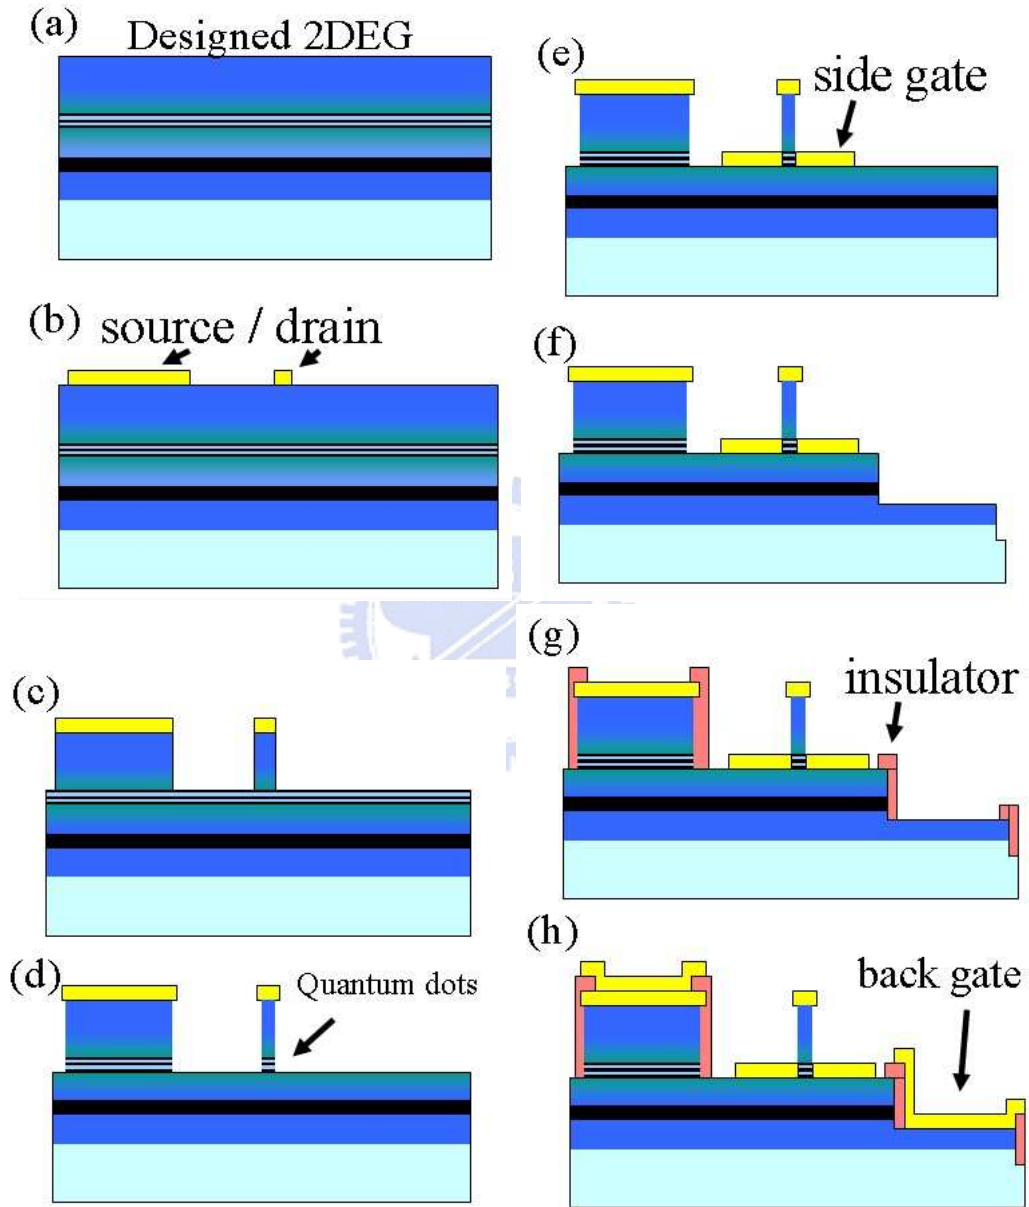 (a)
Designed 2DEG
(b)
source / drain
(c)
(d)
Quantum dots
(e)
side gate
(f)
(g)
insulator
(h)
back gate